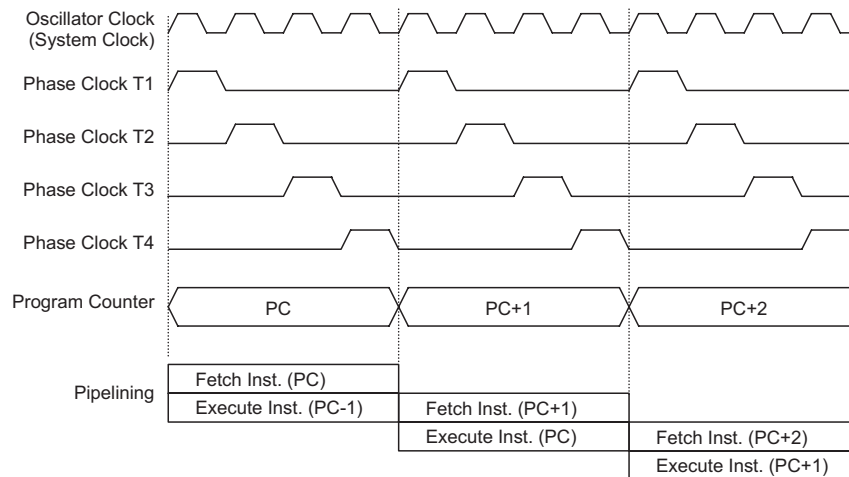 Oscillator Clock
(System Clock)
Phase Clock T1
Phase Clock T2
Phase Clock T3
Phase Clock T4
Program Counter
PC
PC+1
PC+2
Pipelining
Fetch Inst. (PC)
Execute Inst. (PC-1)
Fetch Inst. (PC+1)
Execute Inst. (PC)
Fetch Inst. (PC+2)
Execute Inst. (PC+1)